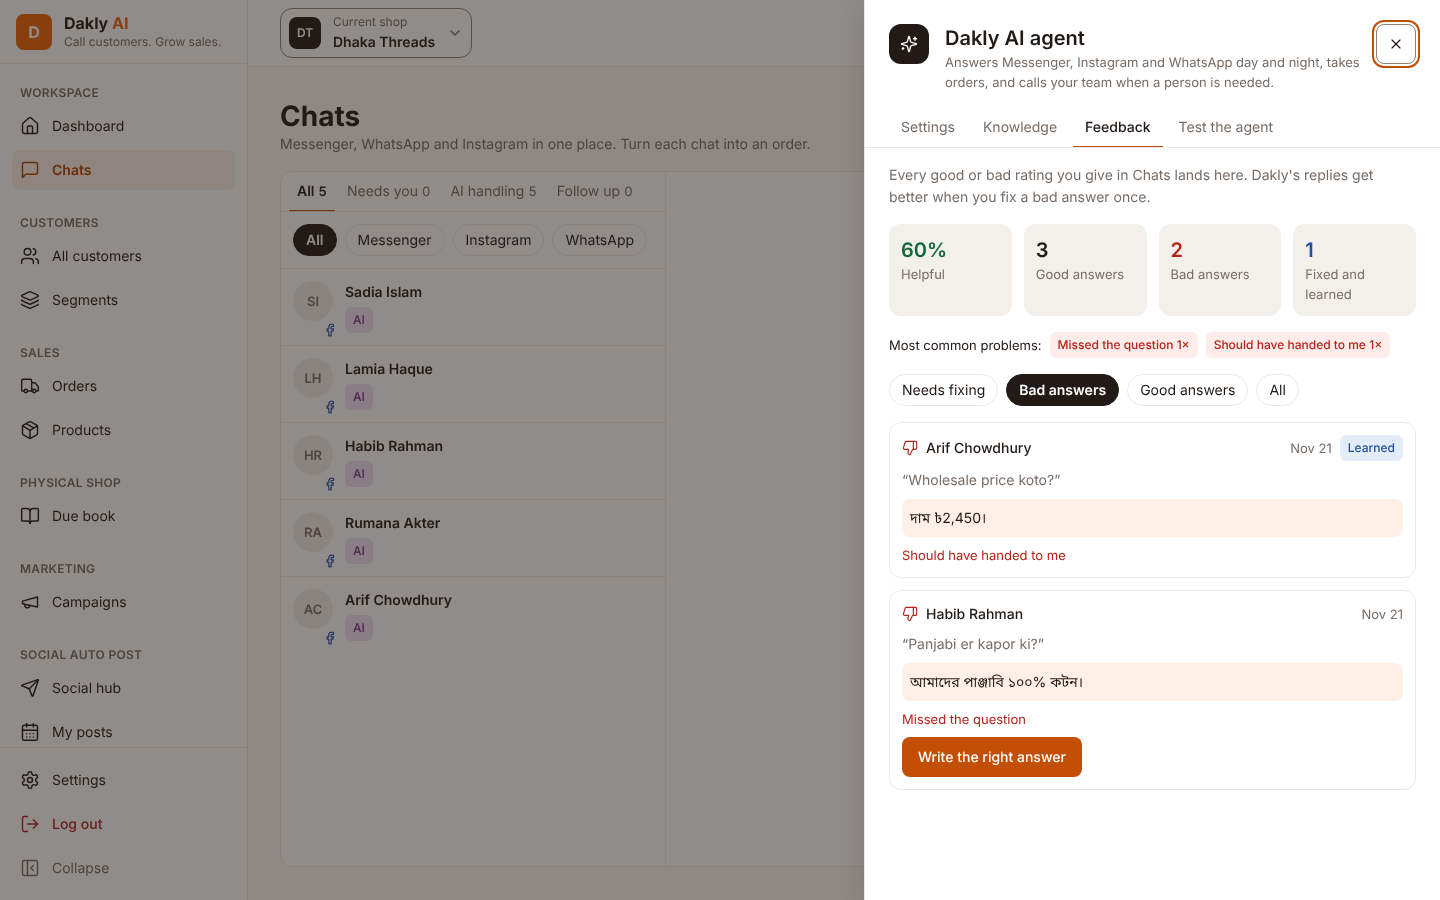 D
Dakly AI
Call customers. Grow sales.
WORKSPACE
Dashboard
Chats
CUSTOMERS
All customers
Segments
SALES
Orders
Products
PHYSICAL SHOP
Due book
MARKETING
Campaigns
SOCIAL AUTO POST
Social hub
My posts
Settings
Log out
Collapse
DT
Current shop
Dhaka Threads
Chats
Messenger, WhatsApp and Instagram in one place. Turn each chat into an order.
All 5 Needs you 0 AI handling 5 Follow up 0
All Messenger Instagram WhatsApp
SI
Sadia Islam
AI
LH
Lamia Haque
AI
HR
Habib Rahman
AI
RA
Rumana Akter
AI
AC
Arif Chowdhury
AI
Dakly AI agent
Answers Messenger, Instagram and WhatsApp day and night, takes
orders, and calls your team when a person is needed.
Settings Knowledge Feedback Test the agent
Every good or bad rating you give in Chats lands here. Dakly's replies get
better when you fix a bad answer once.
60%
Helpful
3
Good answers
2
Bad answers
1
Fixed and
learned
Most common problems: Missed the question 1× Should have handed to me 1×
Needs fixing Bad answers Good answers All
Arif Chowdhury Nov 21 Learned
“Wholesale price koto?”
দাম ৳2,450।
Should have handed to me
Habib Rahman Nov 21
“Panjabi er kapor ki?”
আমাদের পাঞ্জাবি ১০০% কটন।
Missed the question
Write the right answer